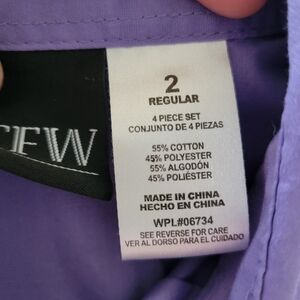 2
REGULAR
4 PIECE SET
CONJUNTO DE 4 PIEZAS
55% COTTON
45% POLYESTER
55% ALGODÓN
45% POLIÉSTER
MADE IN CHINA
HECHO EN CHINA
WPL#06734
SEE REVERSE FOR CARE
VER AL DORSO PARA EL CUIDADO